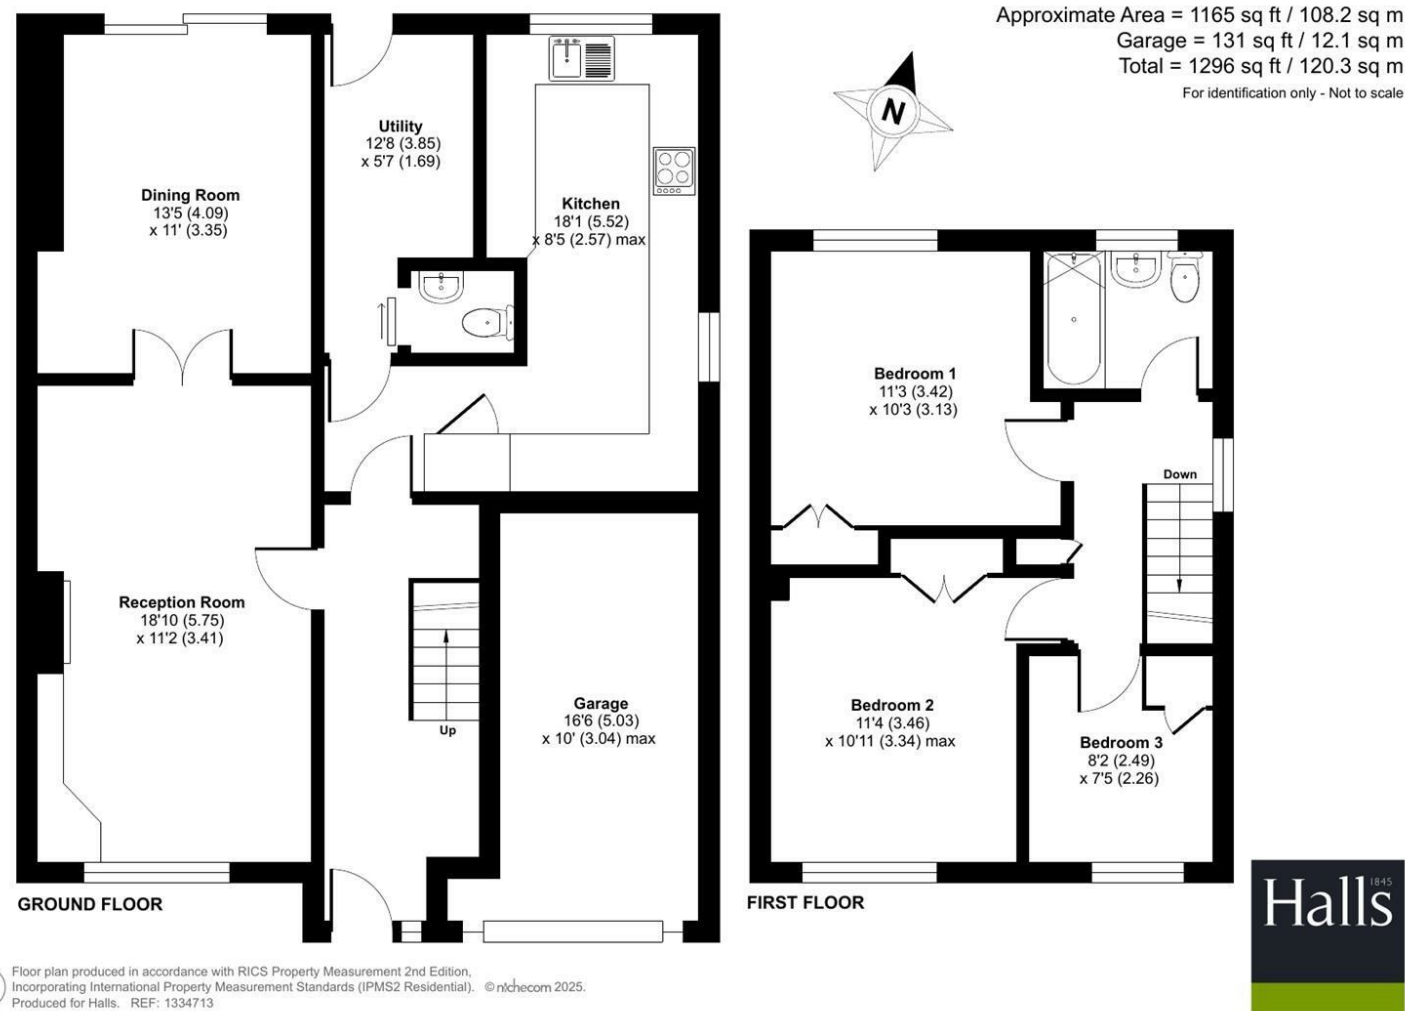 Approximate Area = 1165 sq ft / 108.2 sq m
Garage = 131 sq ft / 12.1 sq m
Total = 1296 sq ft / 120.3 sq m
For identification only - Not to scale
N
Utility
12'8 (3.85)
x 5'7 (1.69)
Dining Room
13'5 (4.09)
x 11' (3.35)
Kitchen
18'1 (5.52)
x 8'5 (2.57) max
Reception Room
18'10 (5.75)
x 11'2 (3.41)
Up
Garage
16'6 (5.03)
x 10' (3.04) max
GROUND FLOOR
Bedroom 1
11'3 (3.42)
x 10'3 (3.13)
Down
Bedroom 2
11'4 (3.46)
x 10'11 (3.34) max
Bedroom 3
8'2 (2.49)
x 7'5 (2.26)
FIRST FLOOR
Halls
1845
Floor plan produced in accordance with RICS Property Measurement 2nd Edition,
Incorporating International Property Measurement Standards (IPMS2 Residential). © nichecom 2025.
Produced for Halls. REF: 1334713